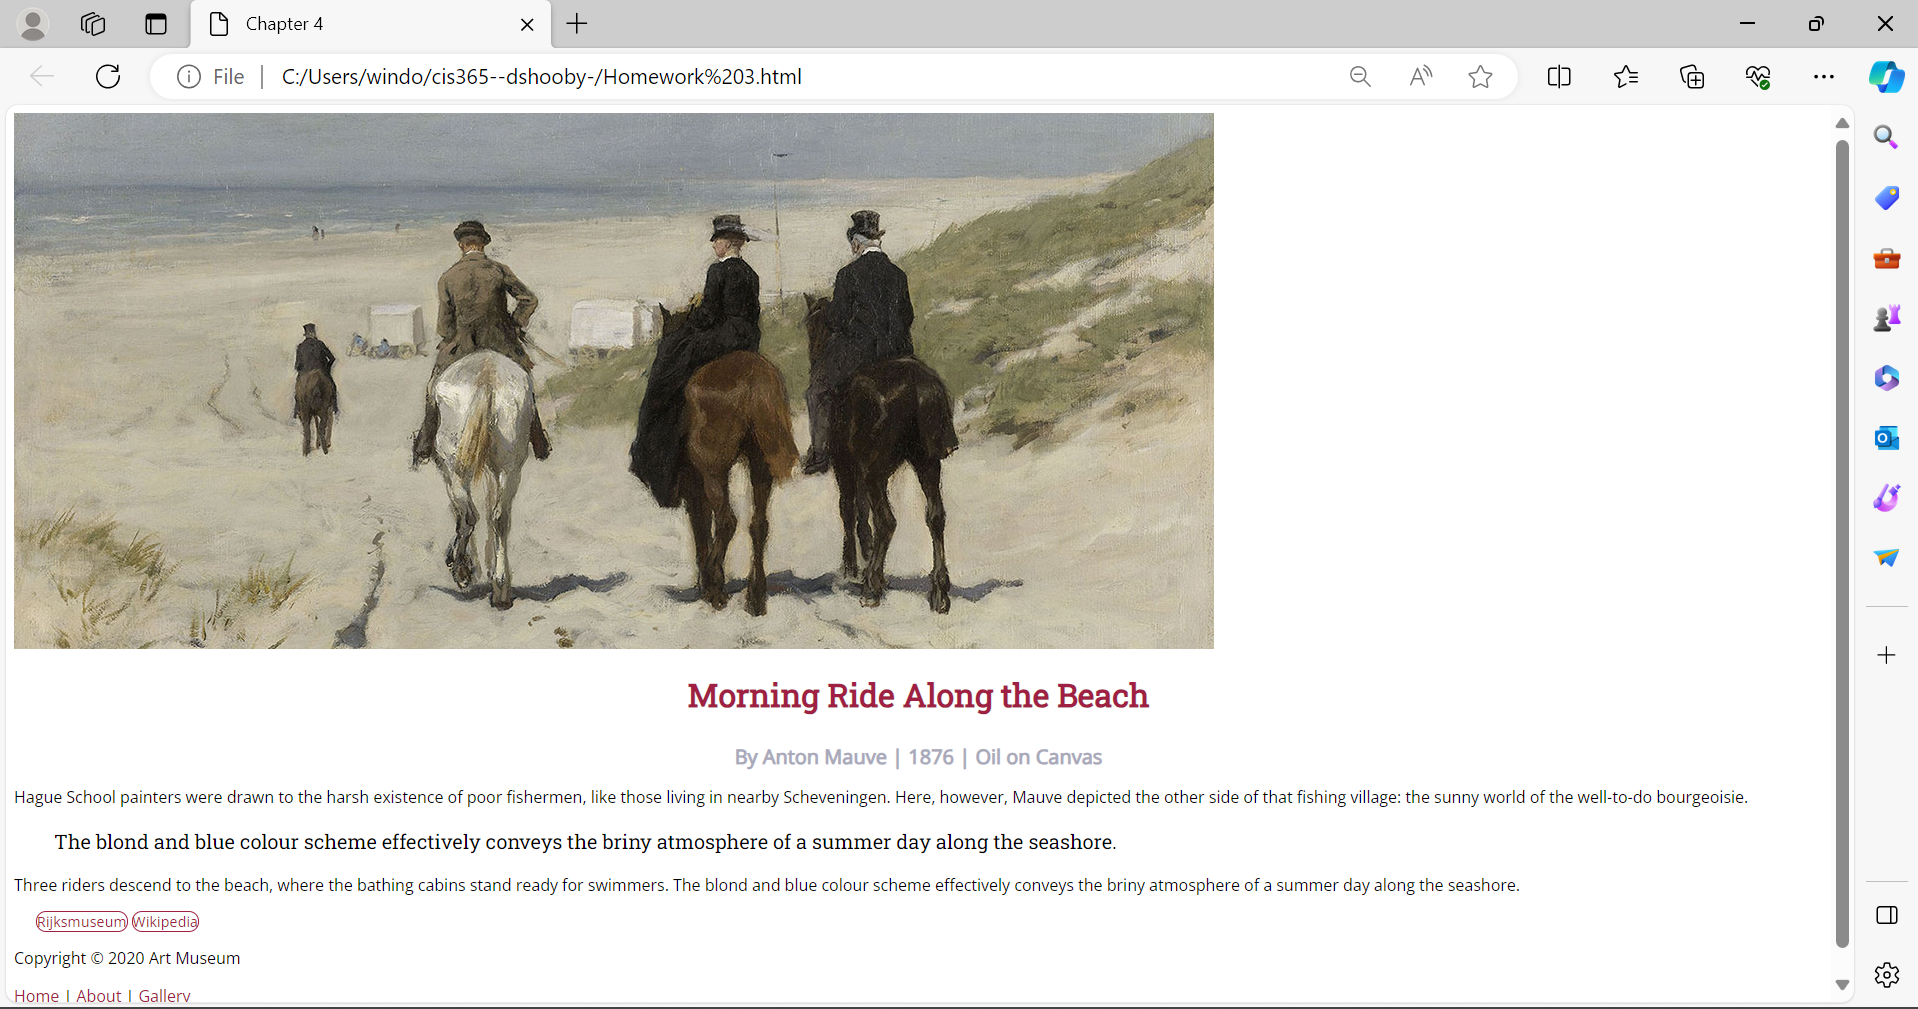 Chapter 4
File
C:/Users/windo/cis365--dshooby-/Homework%203.html
Morning Ride Along the Beach
By Anton Mauve | 1876 | Oil on Canvas
Hague School painters were drawn to the harsh existence of poor fishermen, like those living in nearby Scheveningen. Here, however, Mauve depicted the other side of that fishing village: the sunny world of the well-to-do bourgeoisie.
The blond and blue colour scheme effectively conveys the briny atmosphere of a summer day along the seashore.
Three riders descend to the beach, where the bathing cabins stand ready for swimmers. The blond and blue colour scheme effectively conveys the briny atmosphere of a summer day along the seashore.
Rijksmuseum Wikipedia
Copyright © 2020 Art Museum
Home | About | Gallery